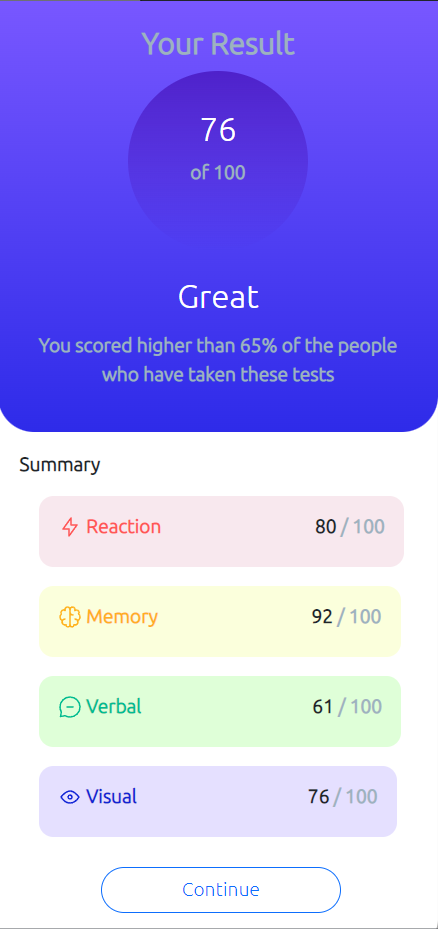 Your Result
76
of 100
Great
You scored higher than 65% of the people
who have taken these tests
Summary
Reaction 80 / 100
Memory 92 / 100
Verbal 61 / 100
Visual 76 / 100
Continue